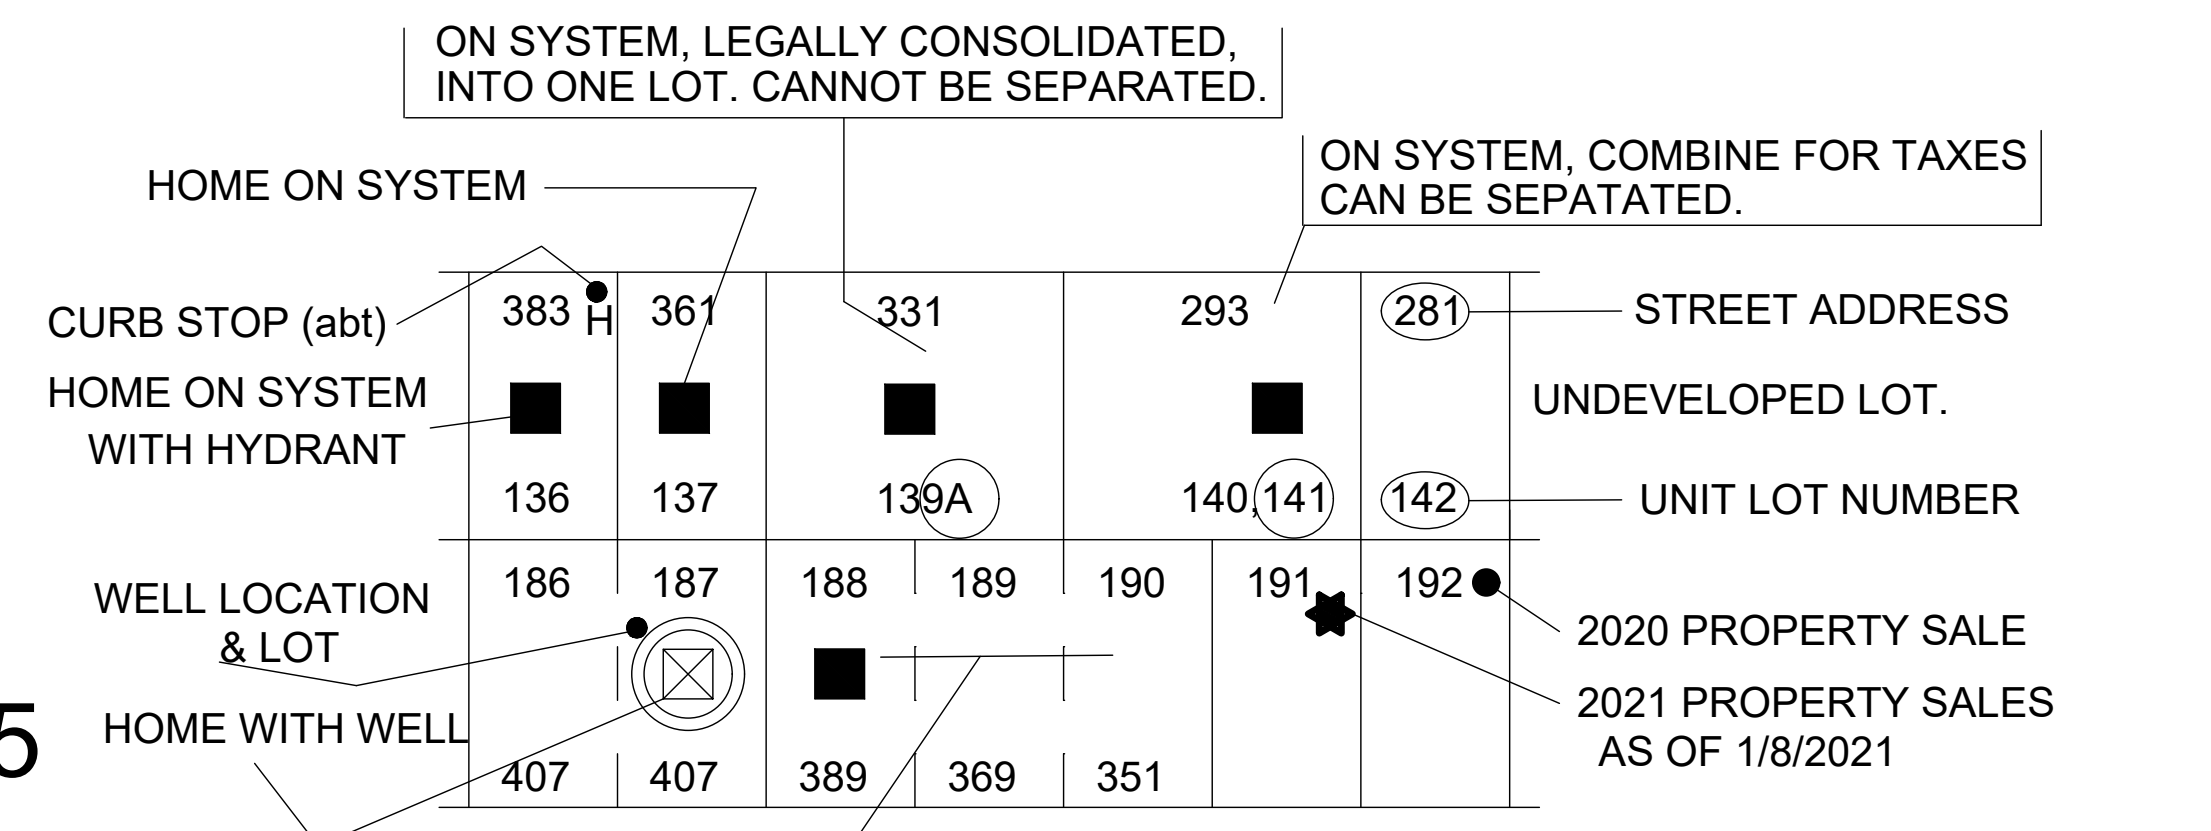 ON SYSTEM, LEGALLY CONSOLIDATED,
INTO ONE LOT. CANNOT BE SEPARATED.
ON SYSTEM, COMBINE FOR TAXES
CAN BE SEPATATED.
HOME ON SYSTEM
CURB STOP (abt)
383 H 361 331 293 281
STREET ADDRESS
HOME ON SYSTEM
WITH HYDRANT
UNDEVELOPED LOT.
136 137 139A 140,141 142
UNIT LOT NUMBER
186 187 188 189 190 191 192
WELL LOCATION
& LOT
2020 PROPERTY SALE
2021 PROPERTY SALES
AS OF 1/8/2021
5
HOME WITH WELL
407 407 389 369 351